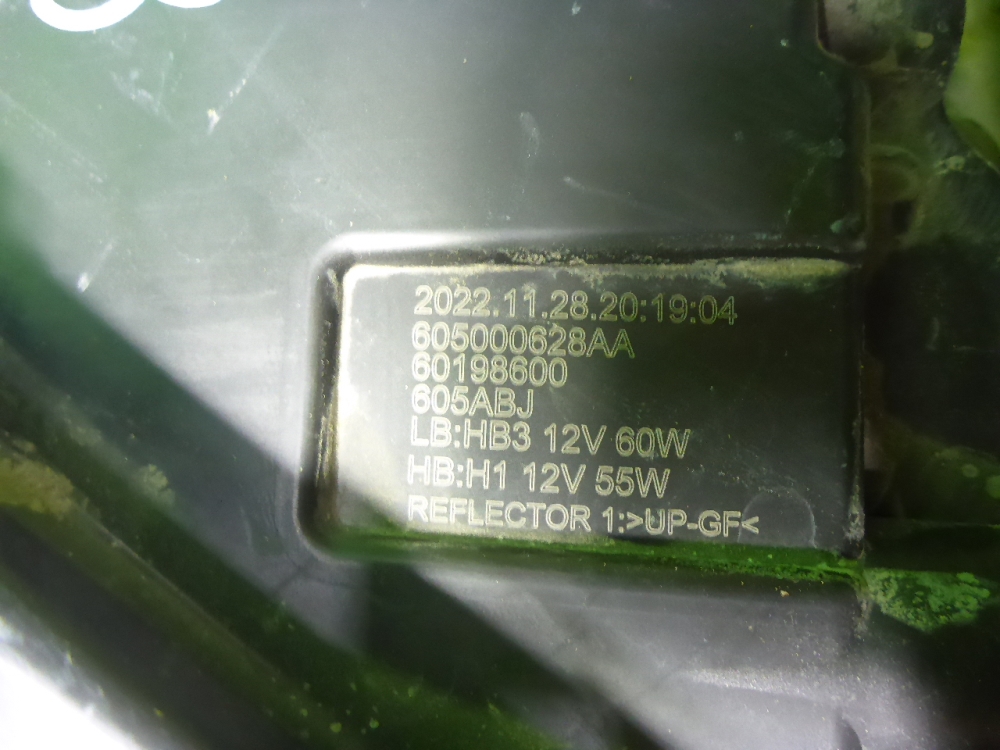 2022.11.28.20:19:04
605000628AA
60198600
605ABJ
LB:HB3 12V 60W
HB:H1 12V 55W
REFLECTOR 1:>UP-GF<